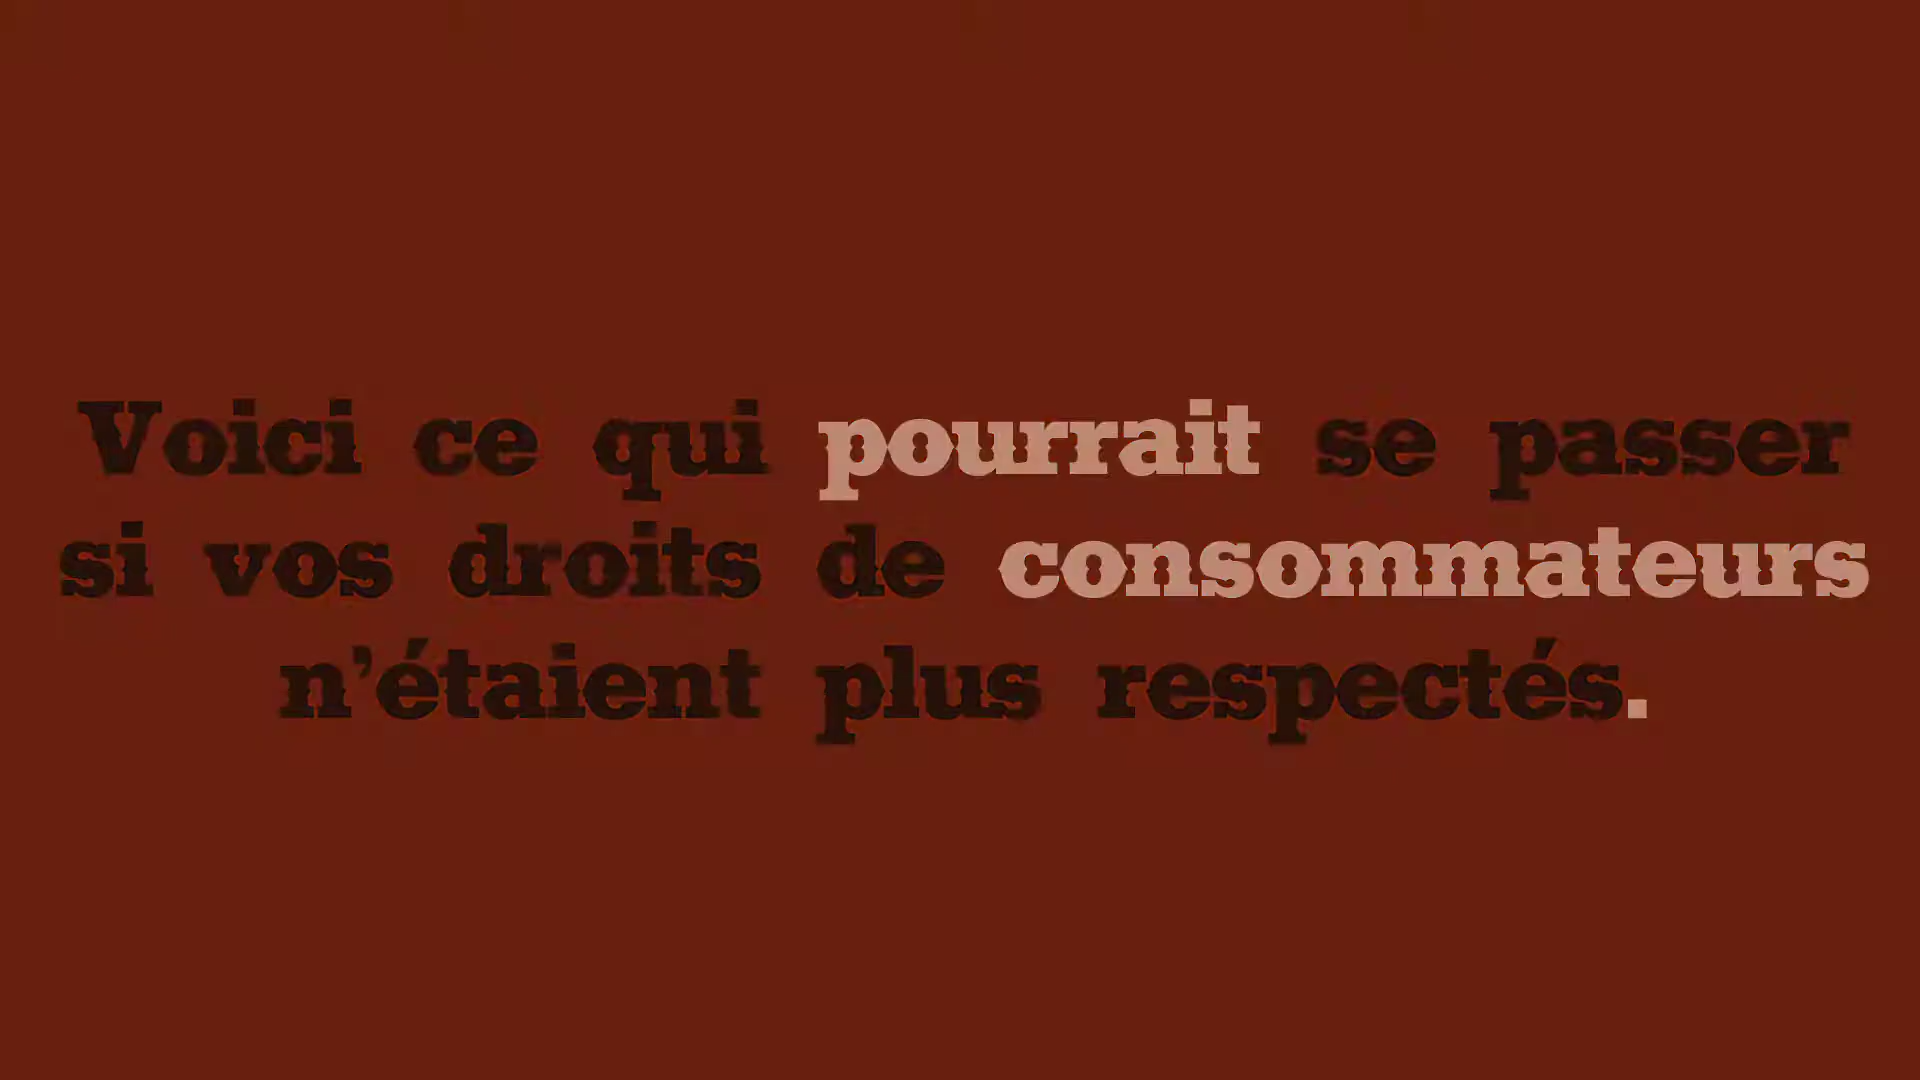 Voici ce qui pourrait se passer
si vos droits de consommateurs
n’étaient plus respectés.